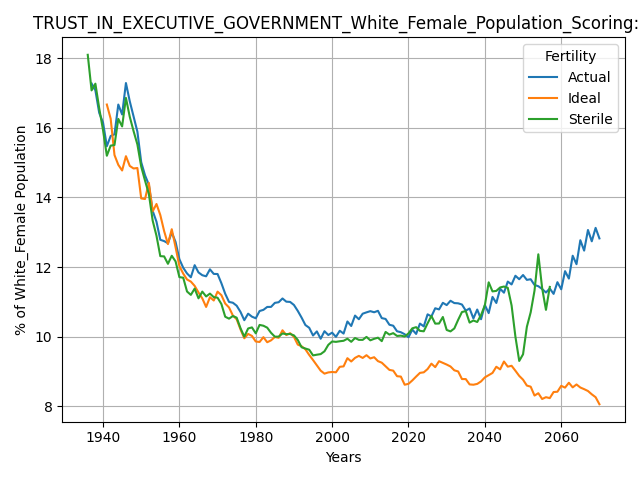 TRUST_IN_EXECUTIVE_GOVERNMENT_White_Female_Population_Scoring:
Fertility
Actual
Ideal
Sterile
% of White_Female Population
18
16
14
12
10
8
1940 1960 1980 2000 2020 2040 2060
Years